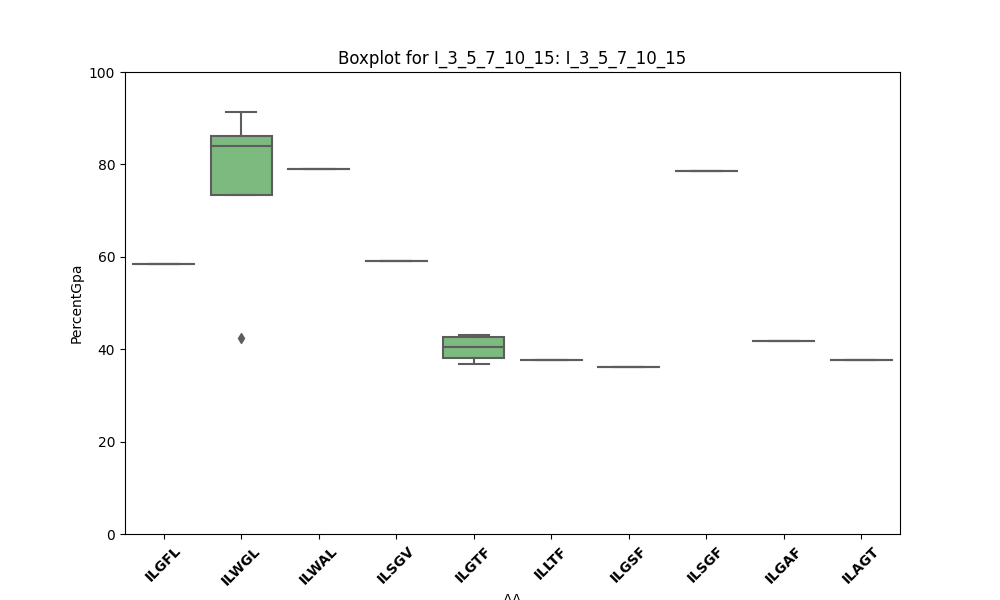 Boxplot for I_3_5_7_10_15: I_3_5_7_10_15
100
80
60
40
20
0
PercentGpa
ILGFL ILWGL ILWAL ILSGV ILGTF ILLTF ILGSF ILSGF ILGAF ILAGT
AA